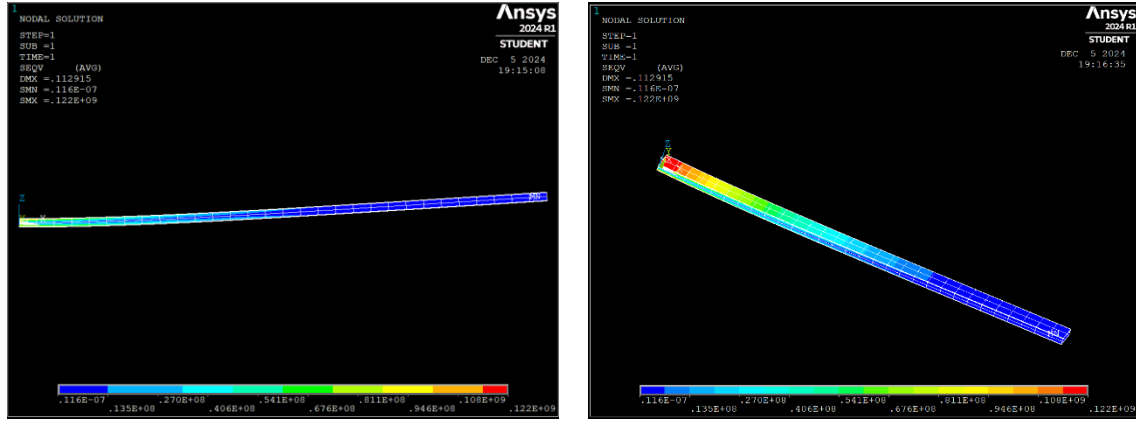 1
NODAL SOLUTION
STEP=1
SUB =1
TIME=1
SEQV (AVG)
DMX =.112915
SMN =.116E-07
SMX =.122E+09
Ansys
2024 R1
STUDENT
DEC 5 2024
19:15:08
Z
X
MN
.116E-07 .270E+08 .541E+08 .811E+08 .108E+09
.135E+08 .406E+08 .676E+08 .946E+08 .122E+09
1
NODAL SOLUTION
STEP=1
SUB =1
TIME=1
SEQV (AVG)
DMX =.112915
SMN =.116E-07
SMX =.122E+09
Ansys
2024 R1
STUDENT
DEC 5 2024
19:16:35
Z
Y
.116E-07 .270E+08 .541E+08 .811E+08 .108E+09
.135E+08 .406E+08 .676E+08 .946E+08 .122E+09